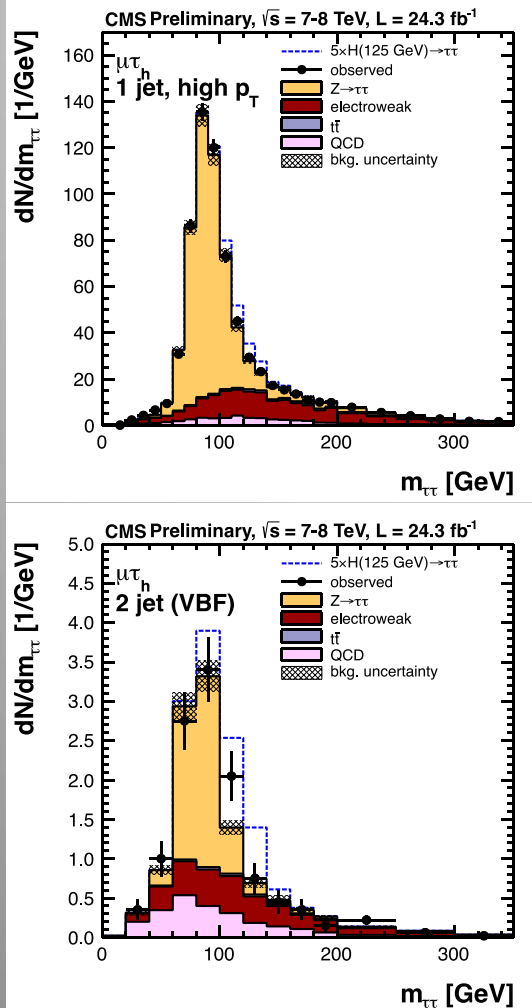 CMS Preliminary, √s = 7-8 TeV, L = 24.3 fb⁻¹
μτₕ
1 jet, high p_T
5×H(125 GeV)→ττ
observed
Z→ττ
electroweak
tt̄
QCD
bkg. uncertainty
dN/dm_ττ [1/GeV]
160
140
120
100
80
60
40
20
0
0 100 200 300
m_ττ [GeV]
CMS Preliminary, √s = 7-8 TeV, L = 24.3 fb⁻¹
μτₕ
2 jet (VBF)
5×H(125 GeV)→ττ
observed
Z→ττ
electroweak
tt̄
QCD
bkg. uncertainty
dN/dm_ττ [1/GeV]
5.0
4.5
4.0
3.5
3.0
2.5
2.0
1.5
1.0
0.5
0.0
0 100 200 300
m_ττ [GeV]